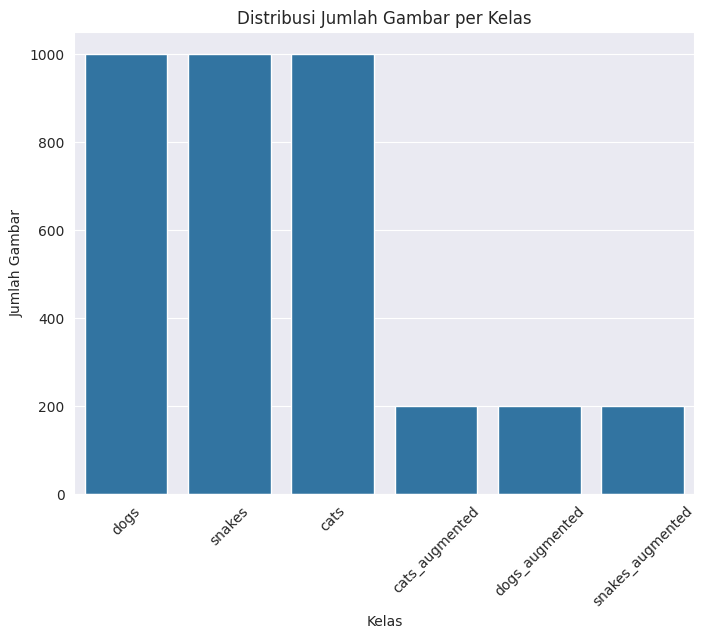 Distribusi Jumlah Gambar per Kelas
Jumlah Gambar
1000
800
600
400
200
0
dogs
snakes
cats
cats_augmented
dogs_augmented
snakes_augmented
Kelas